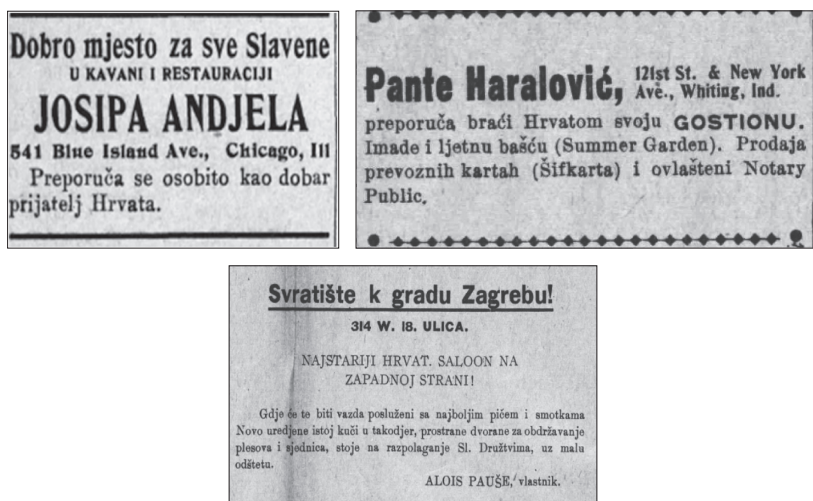 Dobro mjesto za sve Slavene
U KAVANI I RESTAURACIJI
JOSIPA ANDJELA
541 Blue Island Ave., Chicago, Ill
Preporuča se osobito kao dobar
prijatelj Hrvata.
Pante Haralović, 121st St. & New York
Ave., Whiting, Ind.
preporuča braći Hrvatom svoju GOSTIONU.
Imade i ljetnu bašću (Summer Garden). Prodaja
prevoznih kartah (Šifkarta) i ovlašteni Notary
Public.
Svratište k gradu Zagrebu!
314 W. 18. ULICA.
NAJSTARIJI HRVAT. SALOON NA
ZAPADNOJ STRANI!
Gdje će te biti vazda posluženi sa najboljim pićem i smotkama
Novo uredjene istoj kuči u takodjer, prostrane dvorane za obdržavanje
plesova i sjednica, stoje na razpolaganje Sl. Družtvima, uz malu
odštetu.
ALOIS PAUŠE, vlastnik.